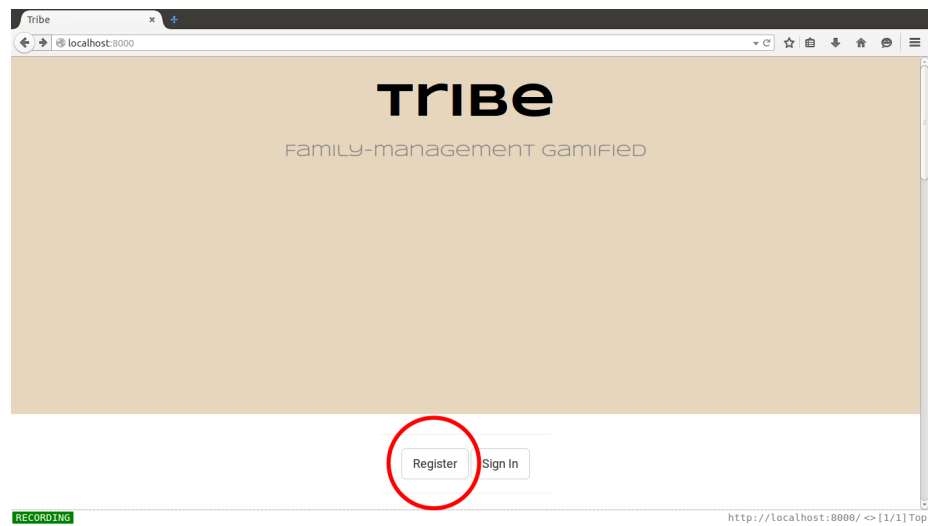 Tribe
localhost:8000
TriBe
Family-management Gamified
Register
Sign In
RECORDING
http://localhost:8000/ <> [1/1] Top